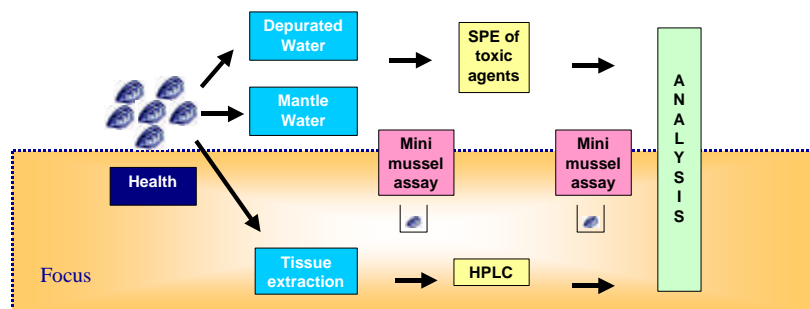 Depurated
Water
SPE of
toxic
agents
Mantle
Water
Mini
mussel
assay
Mini
mussel
assay
A
N
A
L
Y
S
I
S
Health
Focus
Tissue
extraction
HPLC